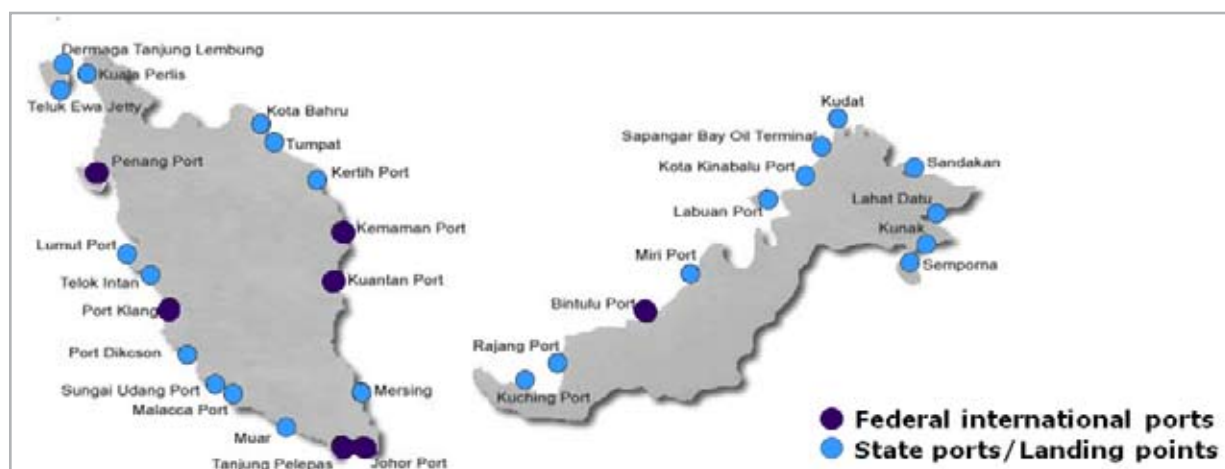 Dermaga Tanjung Lembung
Kuala Perlis
Teluk Ewa Jetty
Kota Bahru
Tumpat
Penang Port
Kertih Port
Kemaman Port
Lumut Port
Telok Intan
Kuantan Port
Port Klang
Port Dikcson
Sungai Udang Port
Malacca Port
Mersing
Muar
Tanjung Pelepas
Johor Port
Kudat
Sapangar Bay Oil Terminal
Kota Kinabalu Port
Sandakan
Labuan Port
Lahat Datu
Kunak
Semporna
Miri Port
Bintulu Port
Rajang Port
Kuching Port
Federal international ports
State ports/Landing points